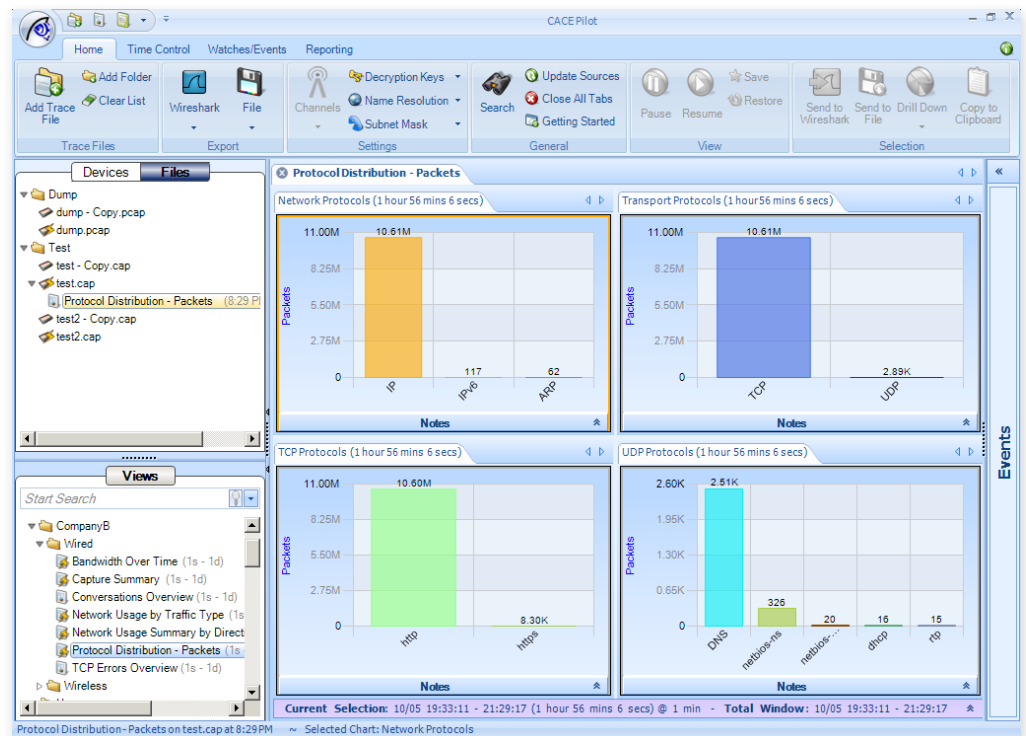 CACE Pilot
Home Time Control Watches/Events Reporting
Add Trace File
Add Folder
Clear List
Trace Files
Wireshark
File
Export
Channels
Decryption Keys
Name Resolution
Subnet Mask
Settings
Search
Update Sources
Close All Tabs
Getting Started
General
Pause
Resume
Save
Restore
View
Send to Wireshark
Send to File
Drill Down
Copy to Clipboard
Selection
Devices Files
Dump
dump - Copy.pcap
dump.pcap
Test
test - Copy.cap
test.cap
Protocol Distribution - Packets (8:29 P
test2 - Copy.cap
test2.cap
Views
Start Search
CompanyB
Wired
Bandwidth Over Time (1s - 1d)
Capture Summary (1s - 1d)
Conversations Overview (1s - 1d)
Network Usage by Traffic Type (1s
Network Usage Summary by Direct
Protocol Distribution - Packets (1s
TCP Errors Overview (1s - 1d)
Wireless
Protocol Distribution - Packets
Network Protocols (1 hour 56 mins 6 secs)
Packets
11.00M
8.25M
5.50M
2.75M
0
10.61M
117
62
IP
IPv6
ARP
Notes
Transport Protocols (1 hour 56 mins 6 secs)
Packets
11.00M
8.25M
5.50M
2.75M
0
10.61M
2.89K
TCP
UDP
Notes
TCP Protocols (1 hour 56 mins 6 secs)
Packets
11.00M
8.25M
5.50M
2.75M
0
10.60M
8.30K
http
https
Notes
UDP Protocols (1 hour 56 mins 6 secs)
Packets
2.60K
1.95K
1.30K
0.65K
0
2.51K
326
20
16
15
DNS
netbios-ns
netbios-...
dhcp
rtp
Notes
Events
Current Selection: 10/05 19:33:11 - 21:29:17 (1 hour 56 mins 6 secs) @ 1 min - Total Window: 10/05 19:33:11 - 21:29:17
Protocol Distribution - Packets on test.cap at 8:29 PM ~ Selected Chart: Network Protocols